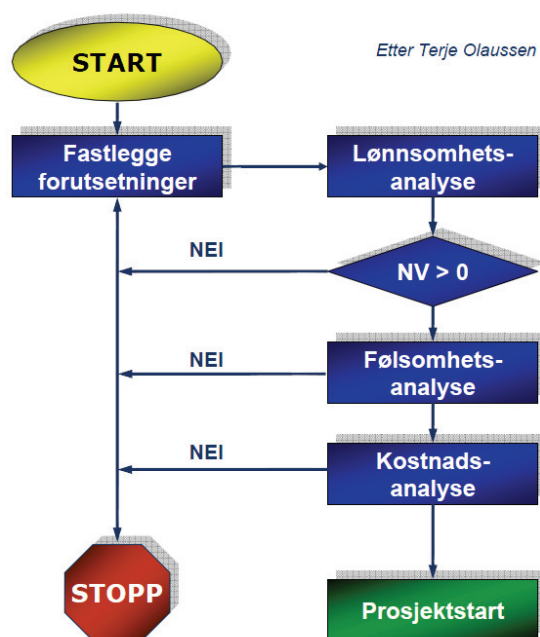 START
Etter Terje Olaussen
Fastlegge
forutsetninger
Lønnsomhets-
analyse
NEI
NV > 0
NEI
Følsomhets-
analyse
NEI
Kostnads-
analyse
STOPP
Prosjektstart